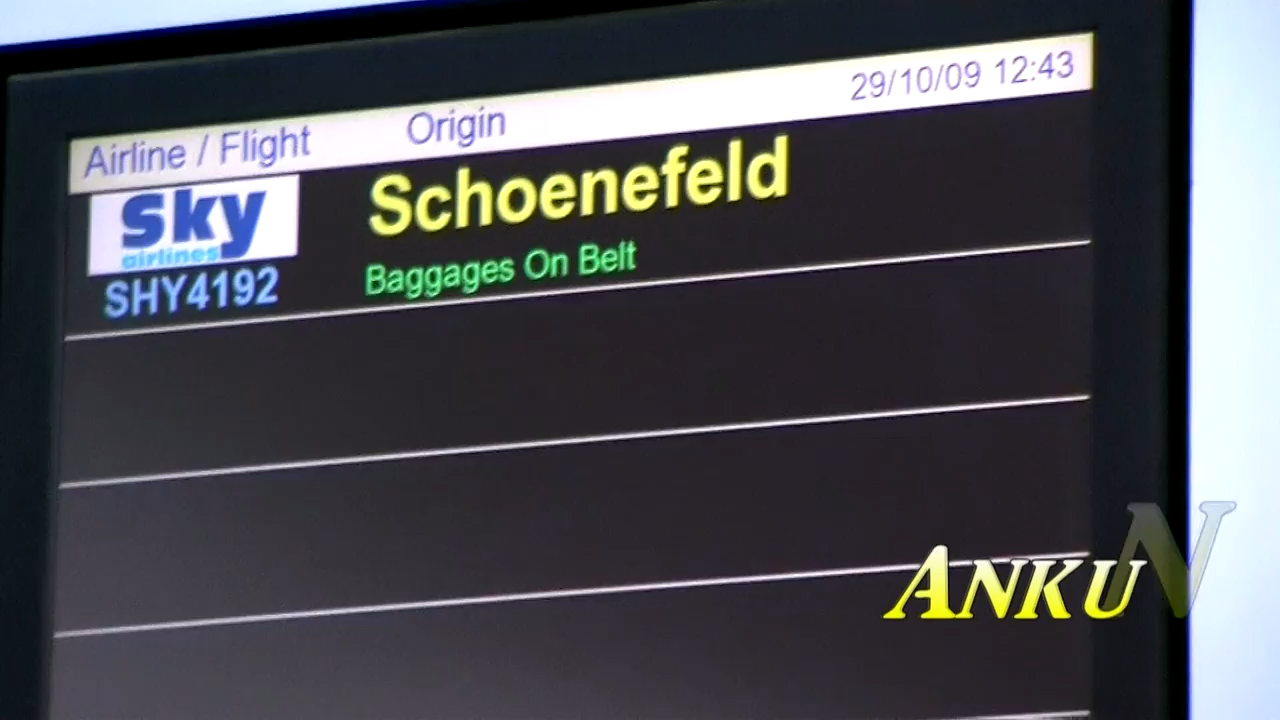 Airline / Flight Origin 29/10/09 12:43
sky
airlines
Schoenefeld
SHY4192
Baggages On Belt
ANKUN